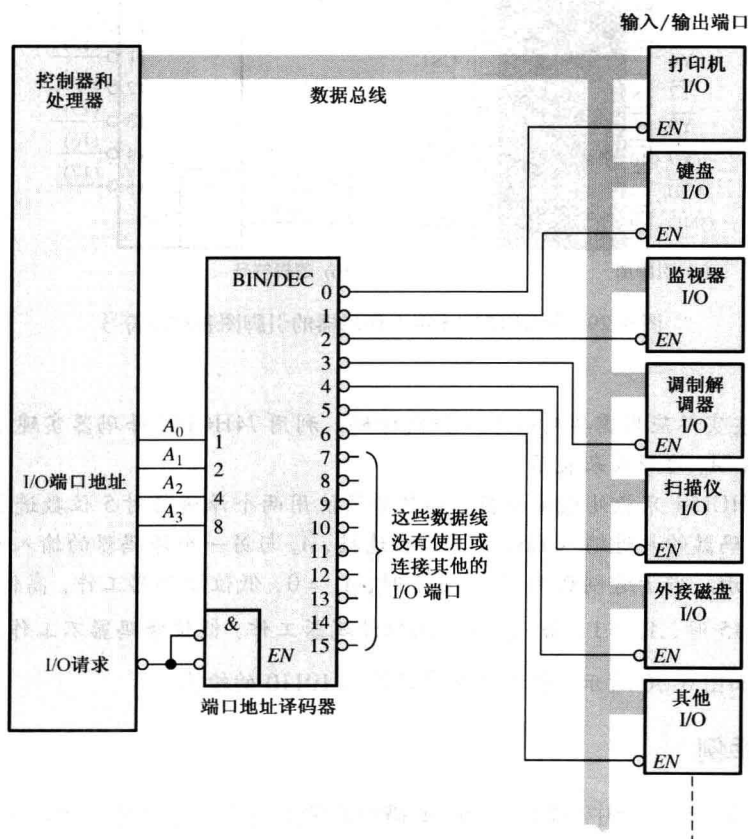 输入/输出端口
控制器和
处理器
数据总线
打印机
I/O
EN
键盘
I/O
EN
监视器
I/O
EN
调制解
调器
I/O
EN
扫描仪
I/O
EN
外接磁盘
I/O
EN
其他
I/O
EN
BIN/DEC
0
1
2
3
4
5
6
7
8
9
10
11
12
13
14
15
I/O端口地址
A₀
A₁
A₂
A₃
1
2
4
8
这些数据线
没有使用或
连接其他的
I/O 端口
I/O请求
&
EN
端口地址译码器